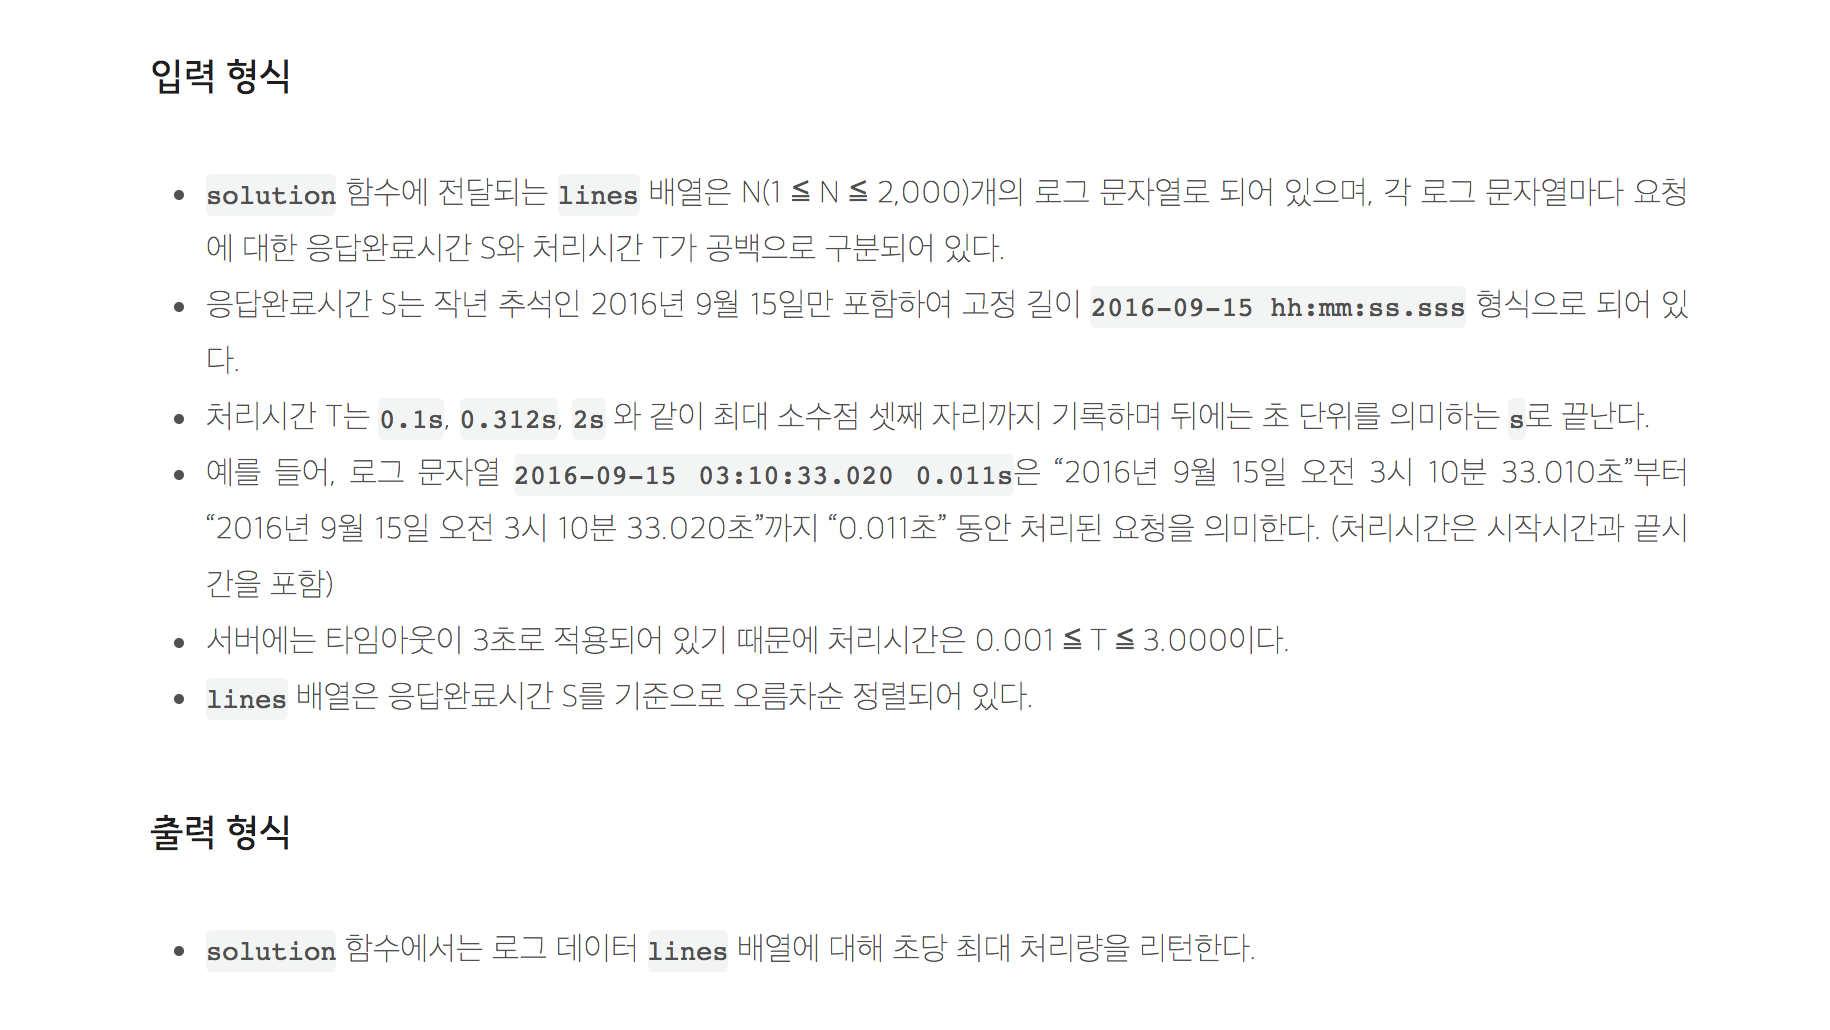 입력 형식
• solution 함수에 전달되는 lines 배열은 N(1 ≦ N ≦ 2,000)개의 로그 문자열로 되어 있으며, 각 로그 문자열마다 요청
에 대한 응답완료시간 S와 처리시간 T가 공백으로 구분되어 있다.
• 응답완료시간 S는 작년 추석인 2016년 9월 15일만 포함하여 고정 길이 2016-09-15 hh:mm:ss.sss 형식으로 되어 있
다.
• 처리시간 T는 0.1s, 0.312s, 2s 와 같이 최대 소수점 셋째 자리까지 기록하며 뒤에는 초 단위를 의미하는 s로 끝난다.
• 예를 들어, 로그 문자열 2016-09-15 03:10:33.020 0.011s은 “2016년 9월 15일 오전 3시 10분 33.010초”부터
“2016년 9월 15일 오전 3시 10분 33.020초”까지 “0.011초” 동안 처리된 요청을 의미한다. (처리시간은 시작시간과 끝시
간을 포함)
• 서버에는 타임아웃이 3초로 적용되어 있기 때문에 처리시간은 0.001 ≦ T ≦ 3.000이다.
• lines 배열은 응답완료시간 S를 기준으로 오름차순 정렬되어 있다.
출력 형식
• solution 함수에서는 로그 데이터 lines 배열에 대해 초당 최대 처리량을 리턴한다.